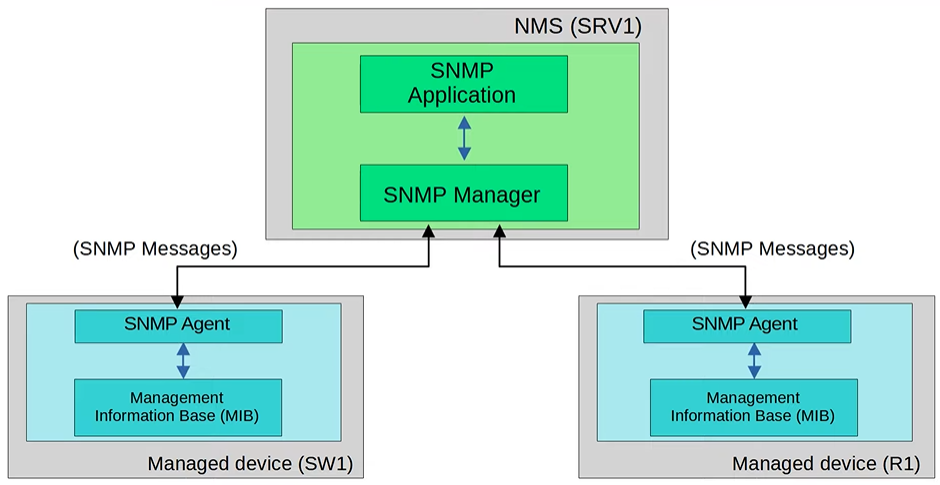 NMS (SRV1)
SNMP
Application
SNMP Manager
(SNMP Messages)
(SNMP Messages)
SNMP Agent
Management
Information Base (MIB)
Managed device (SW1)
SNMP Agent
Management
Information Base (MIB)
Managed device (R1)